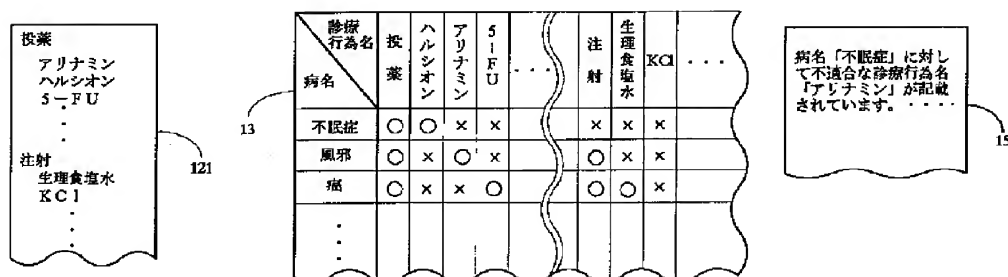 投薬
アリナミン
ハルシオン
5－FU
・
・
・
注射
生理食塩水
KCl
・
・
・
121
13
診療行為名
病名
投薬
ハルシオン
アリナミン
5－FU
・・・・
注射
生理食塩水
KCl
・・・
不眠症 ○ ○ × × × × ×
風邪 ○ × ○ × ○ × ×
癌 ○ × × ○ ○ ○ ×
・
・
・
病名「不眠症」に対し
て不適合な診療行為名
「アリナミン」が記載
されています。・・・・
15